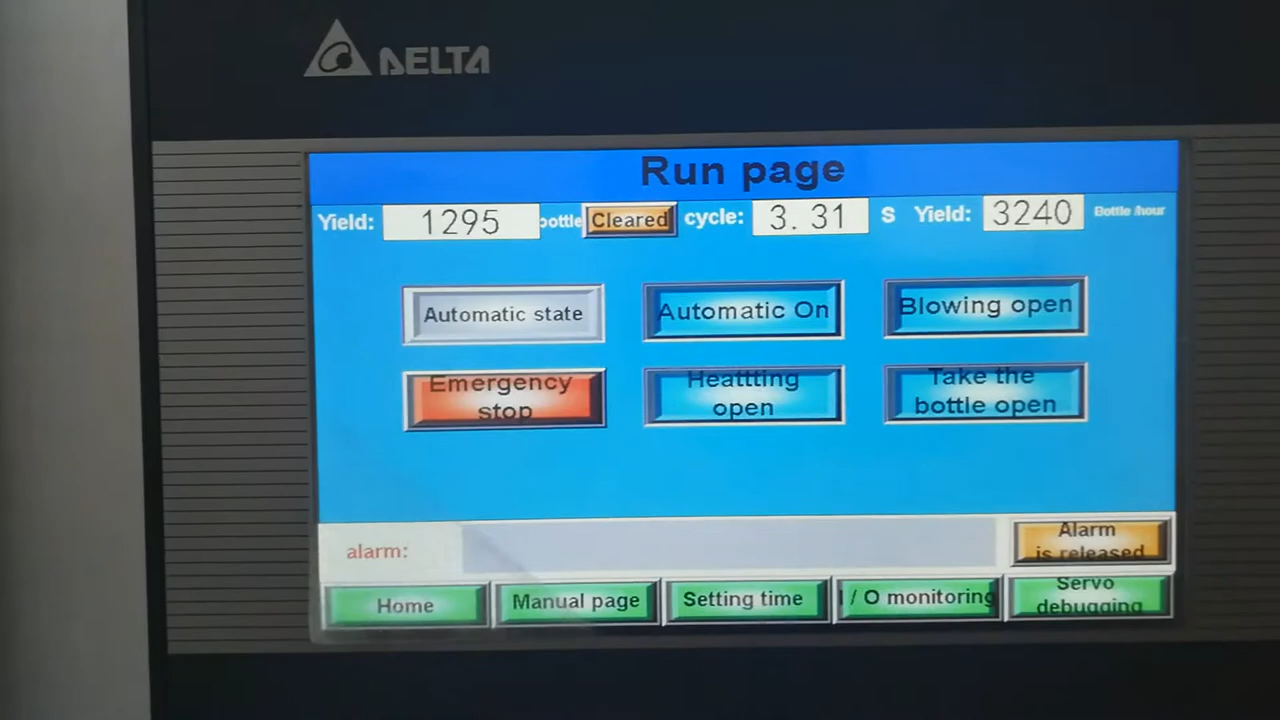 DELTA
Run page
Yield: 1295 bottle Cleared cycle: 3.31 S Yield: 3240 Bottle/hour
Automatic state
Automatic On
Blowing open
Emergency
stop
Heattting
open
Take the
bottle open
alarm:
Alarm
is released
Home
Manual page
Setting time
I / O monitoring
Servo
debugging